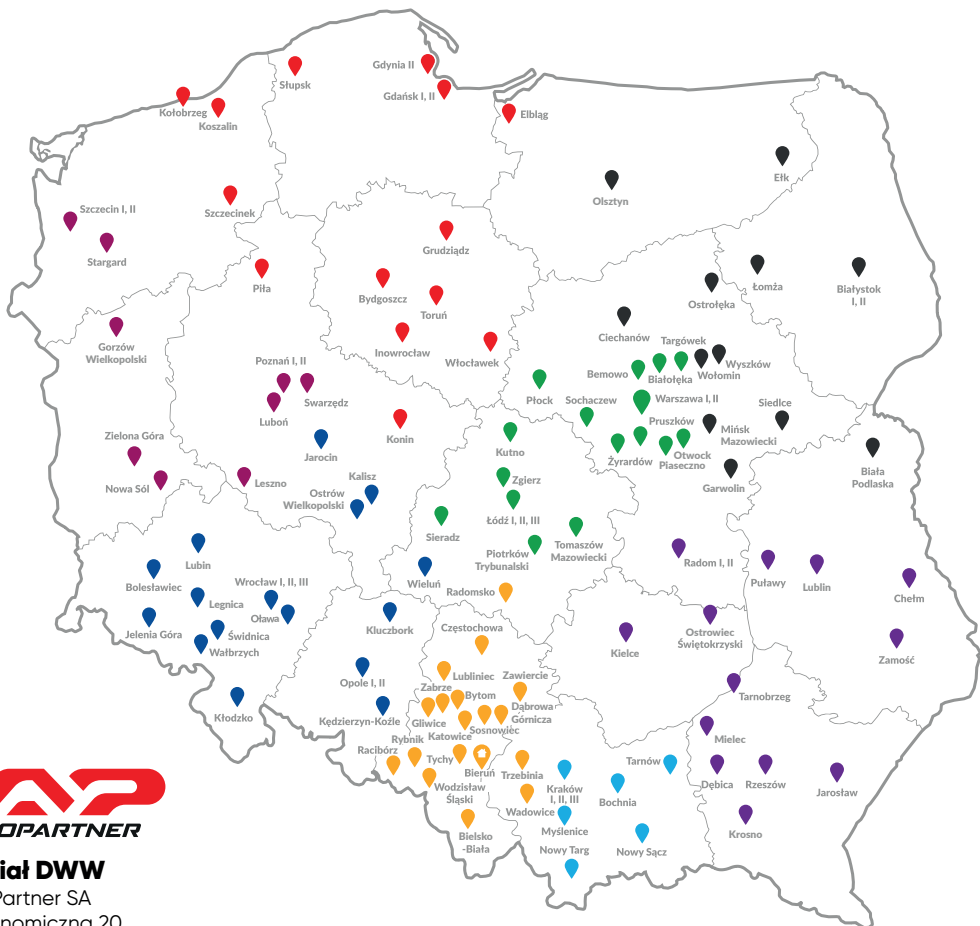 Gdynia II
Słupsk
Gdańsk I, II
Kołobrzeg
Koszalin
Elbląg
Ełk
Olsztyn
Szczecin I, II
Szczecinek
Stargard
Grudziądz
Piła
Bydgoszcz
Toruń
Łomża
Białystok
I, II
Ostrołęka
Gorzów
Wielkopolski
Inowrocław
Włocławek
Ciechanów
Targówek
Poznań I, II
Swarzędz
Luboń
Bemowo
Białołęka
Wołomin
Wyszków
Płock
Sochaczew
Warszawa I, II
Siedlce
Konin
Pruszków
Mińsk
Mazowiecki
Zielona Góra
Jarocin
Kutno
Żyrardów
Otwock
Piaseczno
Biała
Podlaska
Nowa Sól
Leszno
Kalisz
Ostrów
Wielkopolski
Zgierz
Garwolin
Łódź I, II, III
Sieradz
Tomaszów
Mazowiecki
Piotrków
Trybunalski
Lubin
Radom I, II
Bolesławiec
Wrocław I, II, III
Wieluń
Puławy
Lublin
Radomsko
Chełm
Legnica
Oława
Jelenia Góra
Świdnica
Wałbrzych
Kluczbork
Częstochowa
Kielce
Ostrowiec
Świętokrzyski
Zamość
Opole I, II
Lubliniec
Zawiercie
Zabrze
Bytom
Tarnobrzeg
Kłodzko
Kędzierzyn-Koźle
Gliwice
Katowice
Sosnowiec
Dąbrowa
Górnicza
Rybnik
Racibórz
Tychy
Bieruń
Mielec
Tarnów
Trzebinia
Wodzisław
Śląski
Kraków
I, II, III
Bochnia
Dębica
Rzeszów
Jarosław
Wadowice
Myślenice
Krosno
Bielsko
-Biała
Nowy Targ
Nowy Sącz
AP
OPARTNER
iał DWW
Partner SA
nomiczna 20